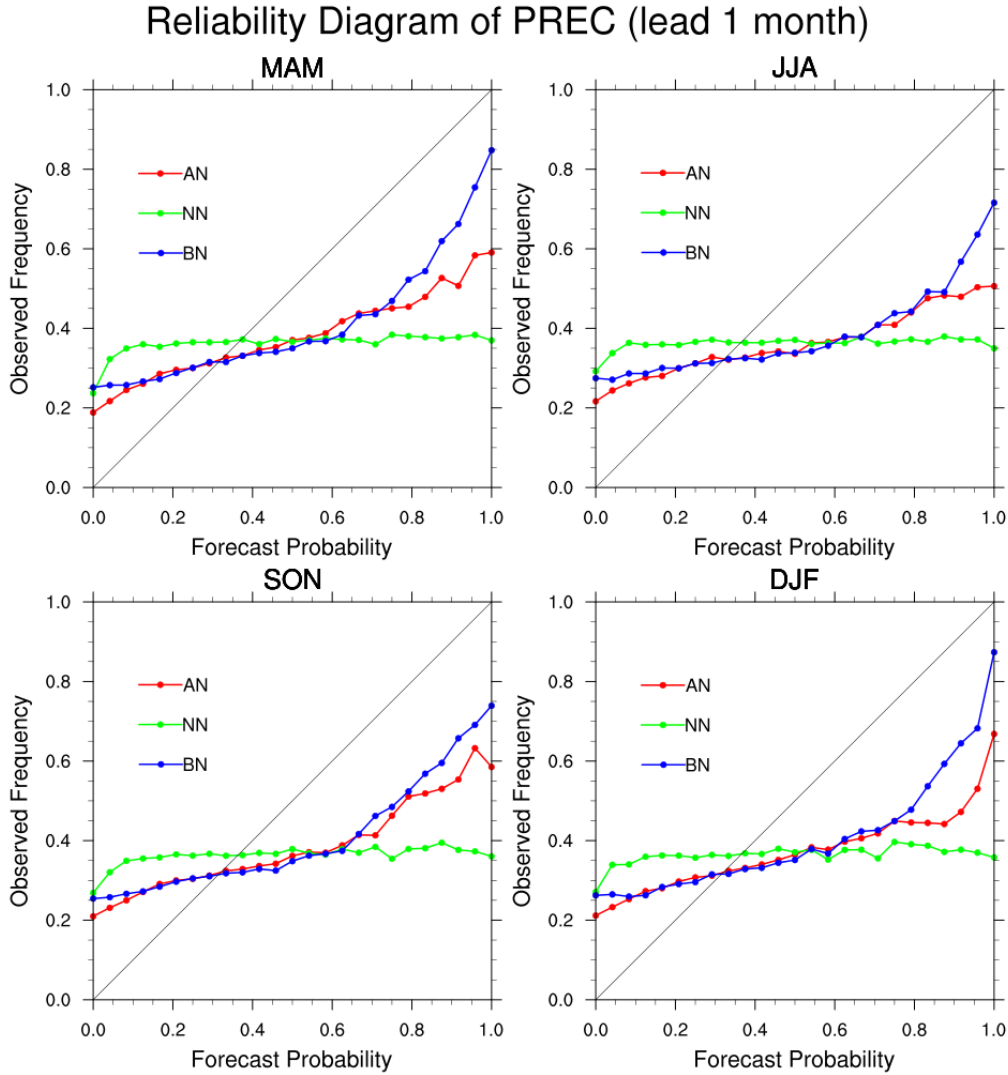 Reliability Diagram of PREC (lead 1 month)
MAM
1.0
0.8
0.6
0.4
0.2
0.0
Observed Frequency
AN
NN
BN
0.0 0.2 0.4 0.6 0.8 1.0
Forecast Probability
JJA
1.0
0.8
0.6
0.4
0.2
0.0
Observed Frequency
AN
NN
BN
0.0 0.2 0.4 0.6 0.8 1.0
Forecast Probability
SON
1.0
0.8
0.6
0.4
0.2
0.0
Observed Frequency
AN
NN
BN
0.0 0.2 0.4 0.6 0.8 1.0
Forecast Probability
DJF
1.0
0.8
0.6
0.4
0.2
0.0
Observed Frequency
AN
NN
BN
0.0 0.2 0.4 0.6 0.8 1.0
Forecast Probability